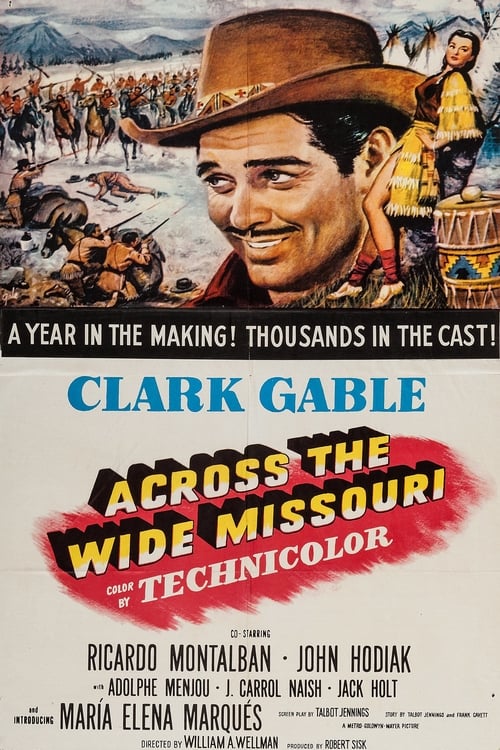 A YEAR IN THE MAKING! THOUSANDS IN THE CAST!
CLARK GABLE
ACROSS THE
WIDE MISSOURI
COLOR BY TECHNICOLOR
CO-STARRING
RICARDO MONTALBAN · JOHN HODIAK
with ADOLPHE MENJOU · J. CARROL NAISH · JACK HOLT
and INTRODUCING MARÍA ELENA MARQUÉS
SCREEN PLAY BY TALBOT JENNINGS STORY BY TALBOT JENNINGS AND FRANK CAVETT
A METRO-GOLDWYN-MAYER PICTURE
DIRECTED BY WILLIAM A. WELLMAN PRODUCED BY ROBERT SISK